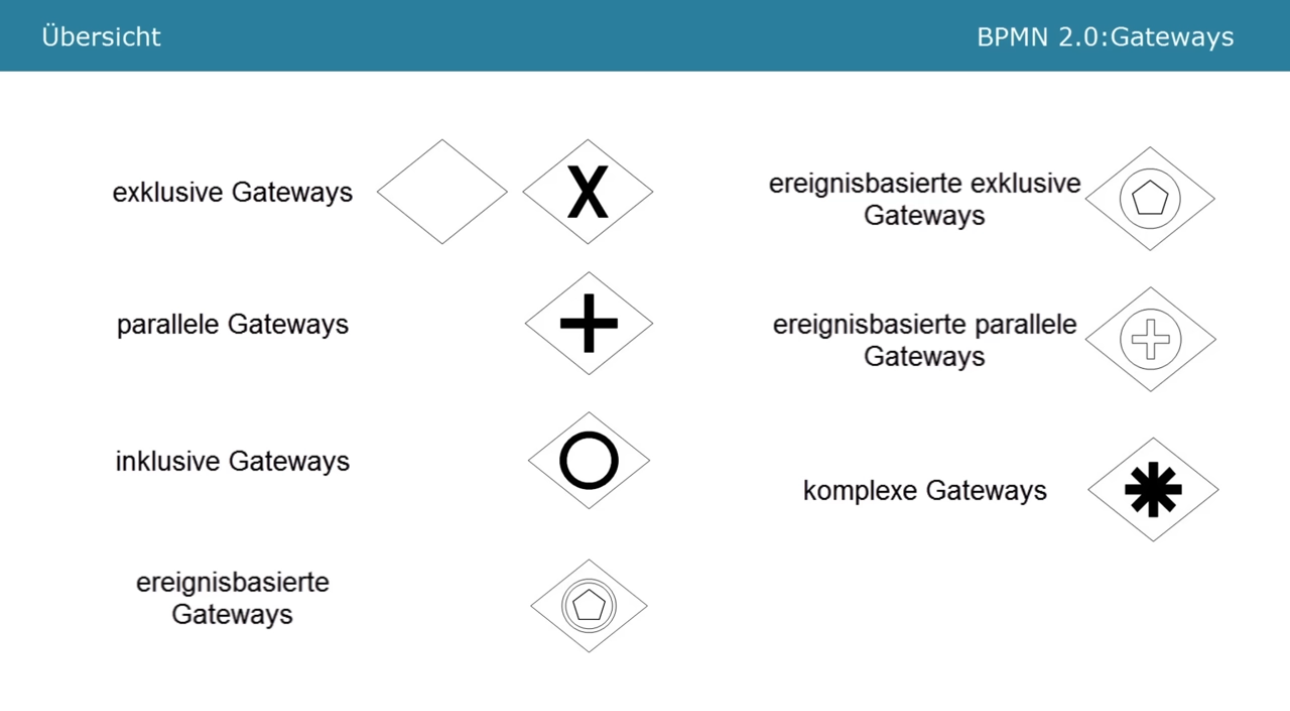 Übersicht
BPMN 2.0:Gateways
exklusive Gateways
X
parallele Gateways
inklusive Gateways
ereignisbasierte
Gateways
ereignisbasierte exklusive
Gateways
ereignisbasierte parallele
Gateways
komplexe Gateways